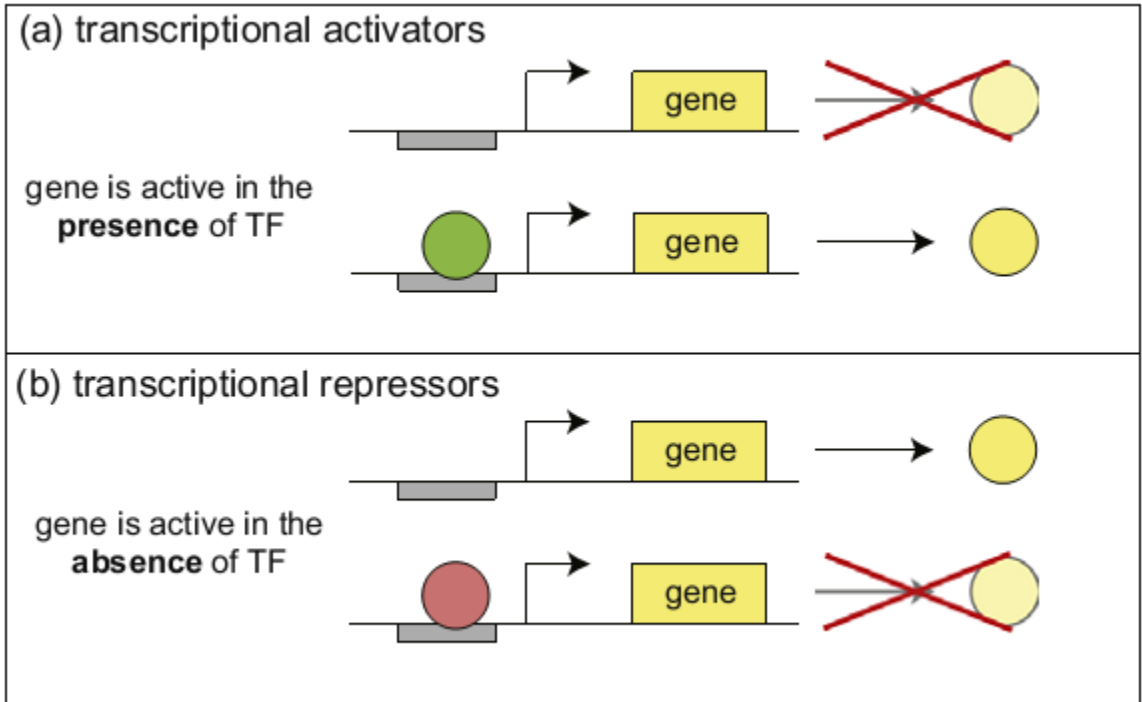 (a) transcriptional activators
gene
gene is active in the
presence of TF
gene
(b) transcriptional repressors
gene
gene is active in the
absence of TF
gene